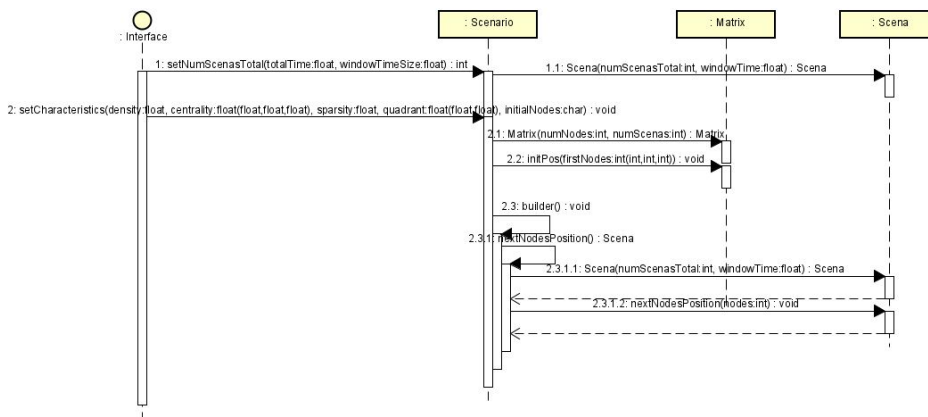 : Interface
: Scenario
: Matrix
: Scena
1: setNumScenasTotal(totalTime:float, windowTimeSize:float) : int
1.1: Scena(numScenasTotal:int, windowTime:float) : Scena
2: setCharacteristics(density:float, centrality:float(float,float,float), sparsity:float, quadrant:float(float,float), initialNodes:char) : void
2.1: Matrix(numNodes:int, numScenas:int) : Matrix
2.2: initPos(firstNodes:int(int,int,int)) : void
2.3: builder() : void
2.3.1: nextNodesPosition() : Scena
2.3.1.1: Scena(numScenasTotal:int, windowTime:float) : Scena
2.3.1.2: nextNodesPosition(nodes:int) : void